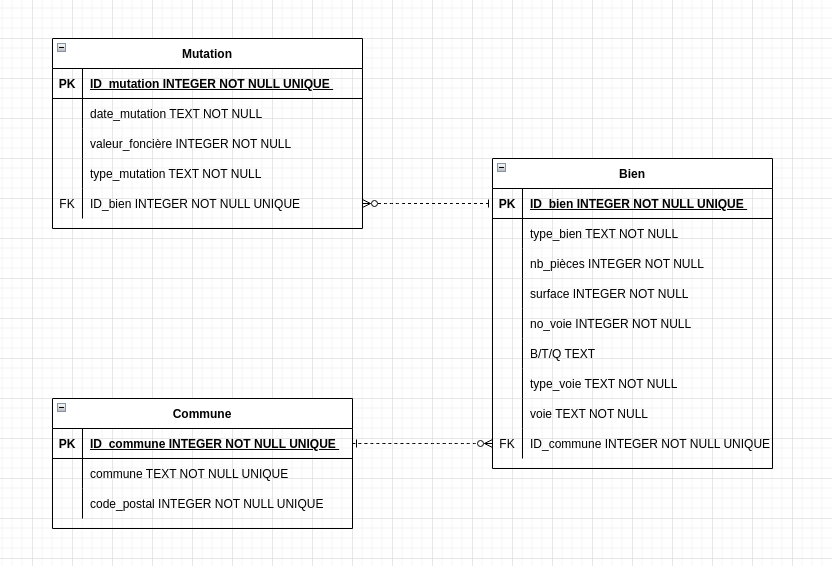 Mutation
PK ID_mutation INTEGER NOT NULL UNIQUE
date_mutation TEXT NOT NULL
valeur_foncière INTEGER NOT NULL
type_mutation TEXT NOT NULL
FK ID_bien INTEGER NOT NULL UNIQUE
Bien
PK ID_bien INTEGER NOT NULL UNIQUE
type_bien TEXT NOT NULL
nb_pièces INTEGER NOT NULL
surface INTEGER NOT NULL
no_voie INTEGER NOT NULL
B/T/Q TEXT
type_voie TEXT NOT NULL
voie TEXT NOT NULL
FK ID_commune INTEGER NOT NULL UNIQUE
Commune
PK ID_commune INTEGER NOT NULL UNIQUE
commune TEXT NOT NULL UNIQUE
code_postal INTEGER NOT NULL UNIQUE